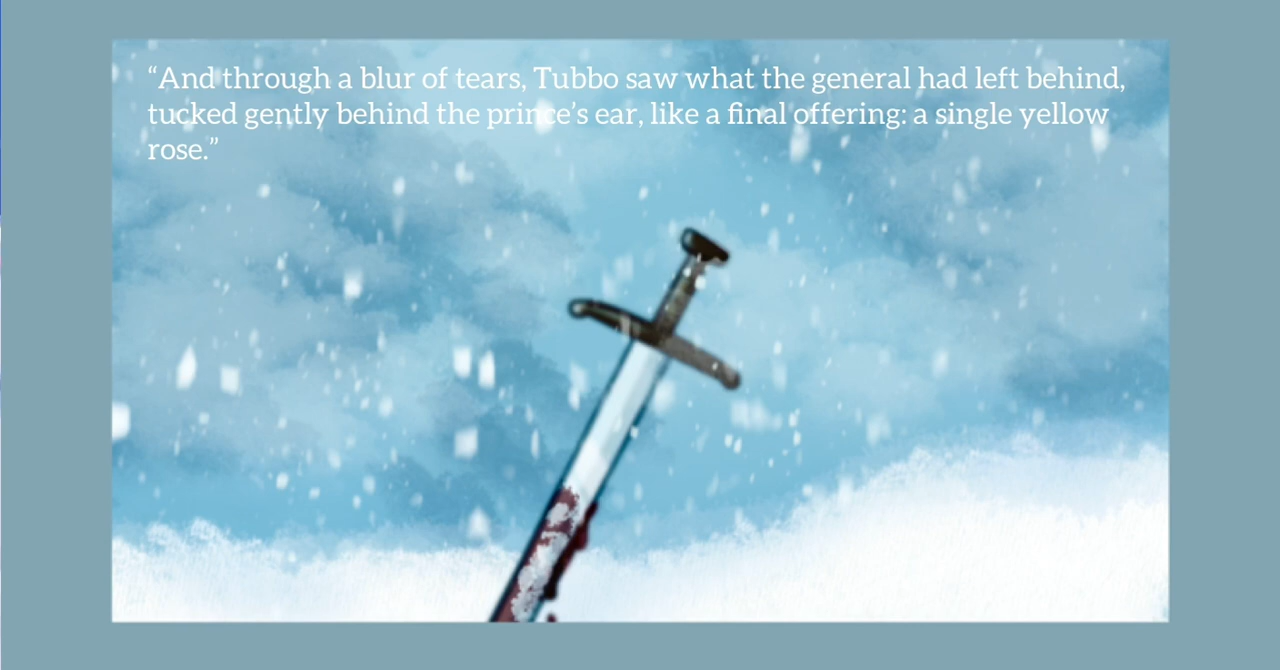 “And through a blur of tears, Tubbo saw what the general had left behind,
tucked gently behind the prince’s ear, like a final offering: a single yellow
rose.”